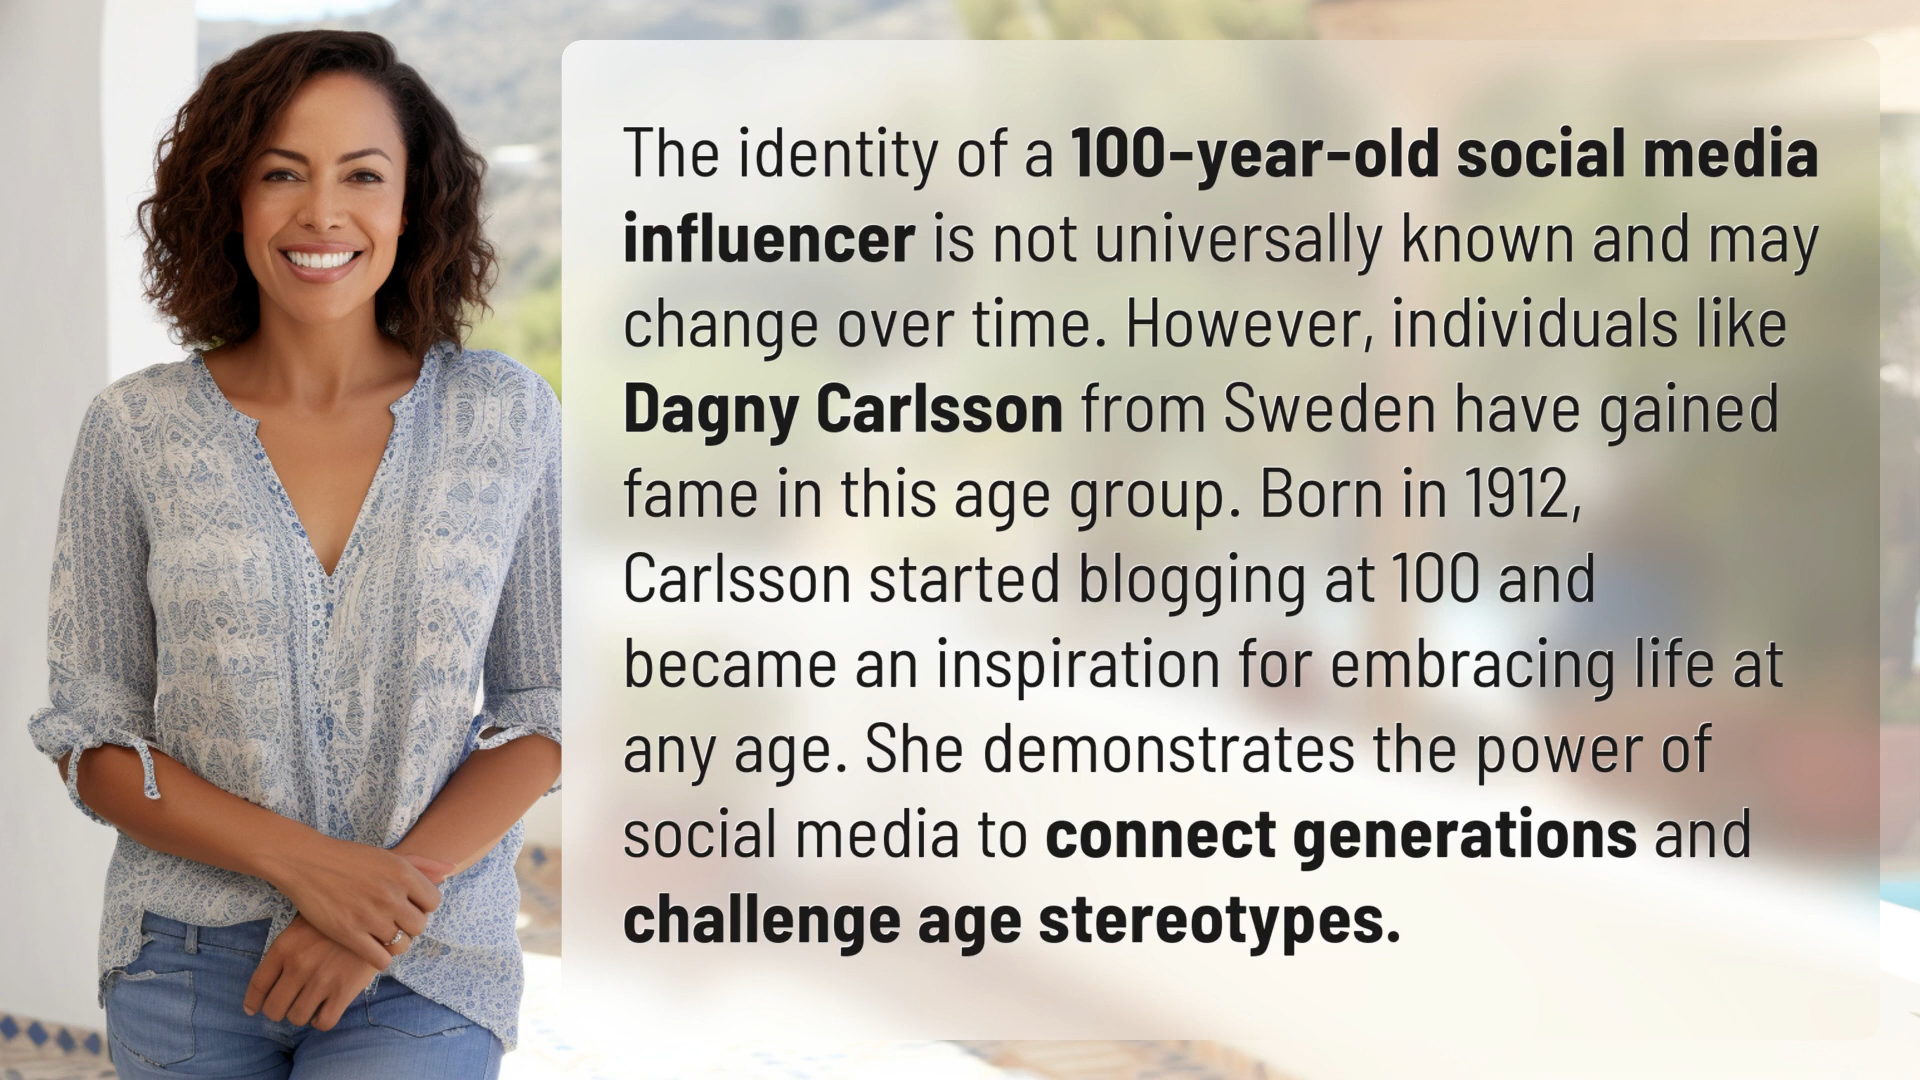 The identity of a 100-year-old social media
influencer is not universally known and may
change over time. However, individuals like
Dagny Carlsson from Sweden have gained
fame in this age group. Born in 1912,
Carlsson started blogging at 100 and
became an inspiration for embracing life at
any age. She demonstrates the power of
social media to connect generations and
challenge age stereotypes.